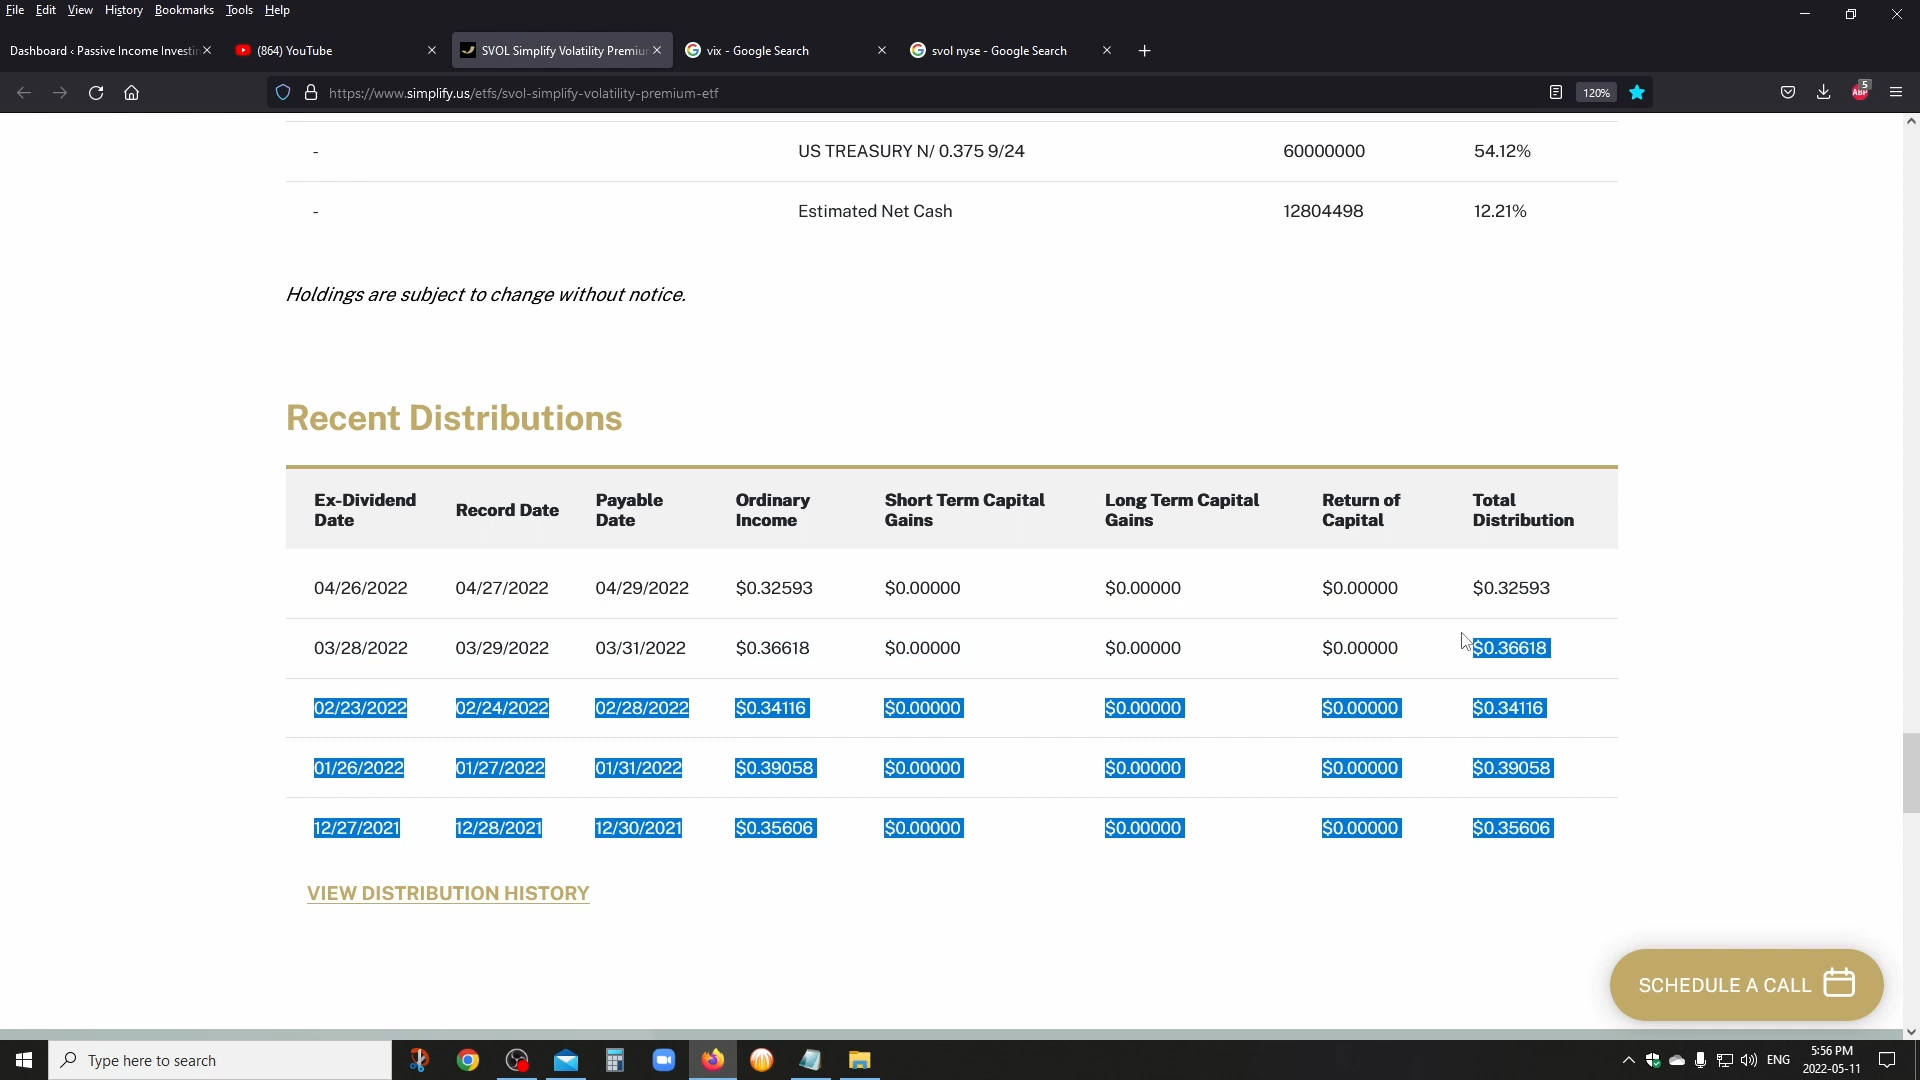 File Edit View History Bookmarks Tools Help
Dashboard ‹ Passive Income Investin
(864) YouTube
SVOL Simplify Volatility Premiu
vix - Google Search
svol nyse - Google Search
https://www.simplify.us/etfs/svol-simplify-volatility-premium-etf
120%
ABP
5
- US TREASURY N/ 0.375 9/24 60000000 54.12%
- Estimated Net Cash 12804498 12.21%
Holdings are subject to change without notice.
Recent Distributions
Ex-Dividend Date Record Date Payable Date Ordinary Income Short Term Capital Gains Long Term Capital Gains Return of Capital Total Distribution
04/26/2022 04/27/2022 04/29/2022 $0.32593 $0.00000 $0.00000 $0.00000 $0.32593
03/28/2022 03/29/2022 03/31/2022 $0.36618 $0.00000 $0.00000 $0.00000 $0.36618
02/23/2022 02/24/2022 02/28/2022 $0.34116 $0.00000 $0.00000 $0.00000 $0.34116
01/26/2022 01/27/2022 01/31/2022 $0.39058 $0.00000 $0.00000 $0.00000 $0.39058
12/27/2021 12/28/2021 12/30/2021 $0.35606 $0.00000 $0.00000 $0.00000 $0.35606
VIEW DISTRIBUTION HISTORY
SCHEDULE A CALL
Type here to search
ENG
5:56 PM
2022-05-11